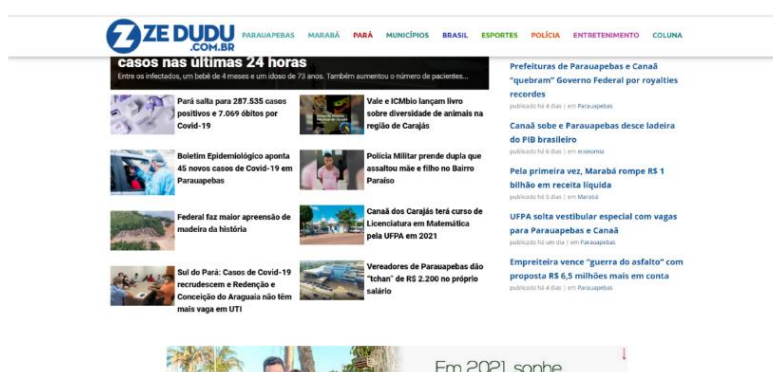 ZE DUDU
.COM.BR
PARAUAPEBAS MARABÁ PARÁ MUNICÍPIOS BRASIL ESPORTES POLÍCIA ENTRETENIMENTO COLUNA
casos nas últimas 24 horas
Entre os infectados, um bebê de 4 meses e um idoso de 73 anos. Também aumentou o número de pacientes...
Pará salta para 287.535 casos
positivos e 7.069 óbitos por
Covid-19
Vale e ICMbio lançam livro
sobre diversidade de animais na
região de Carajás
Boletim Epidemiológico aponta
45 novos casos de Covid-19 em
Parauapebas
Polícia Militar prende dupla que
assaltou mãe e filho no Bairro
Paraíso
Federal faz maior apreensão de
madeira da história
Canaã dos Carajás terá curso de
Licenciatura em Matemática
pela UFPA em 2021
Sul do Pará: Casos de Covid-19
recrudescem e Redenção e
Conceição do Araguaia não têm
mais vaga em UTI
Vereadores de Parauapebas dão
"tchan" de R$ 2.200 no próprio
salário
Prefeituras de Parauapebas e Canaã
"quebram" Governo Federal por royalties
recordes
publicado há 4 dias | em Parauapebas
Canaã sobe e Parauapebas desce ladeira
do PIB brasileiro
publicado há 6 dias | em economia
Pela primeira vez, Marabá rompe R$ 1
bilhão em receita líquida
publicado há 5 dias | em Marabá
UFPA solta vestibular especial com vagas
para Parauapebas e Canaã
publicado há um dia | em Parauapebas
Empreiteira vence "guerra do asfalto" com
proposta R$ 6,5 milhões mais em conta
publicado há 4 dias | em Parauapebas
Em 2021, sonhe